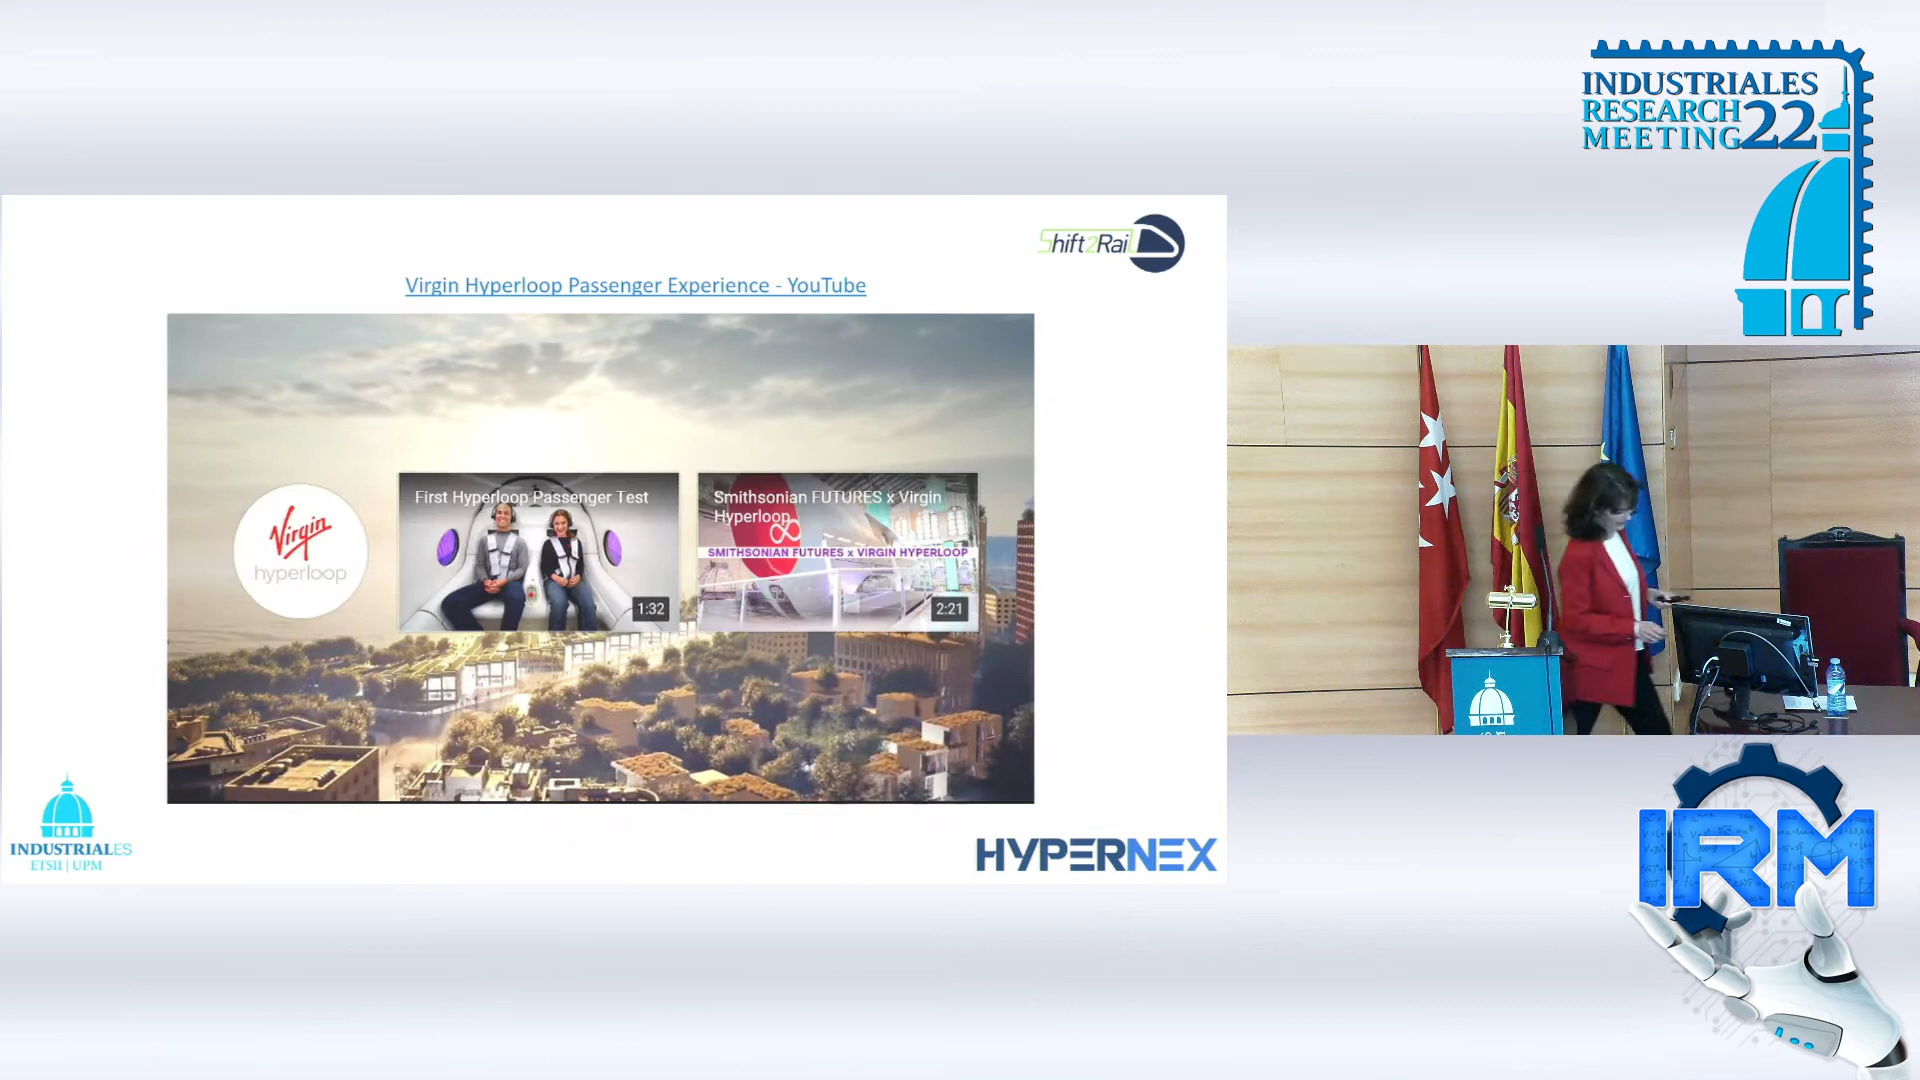 INDUSTRIALES
RESEARCH
MEETING 22
Shift2Rail
Virgin Hyperloop Passenger Experience - YouTube
First Hyperloop Passenger Test
1:32
Smithsonian FUTURES x Virgin
Hyperloop
SMITHSONIAN FUTURES x VIRGIN HYPERLOOP
2:21
Virgin
hyperloop
INDUSTRIALES
ETSII | UPM
HYPERNEX
IRM